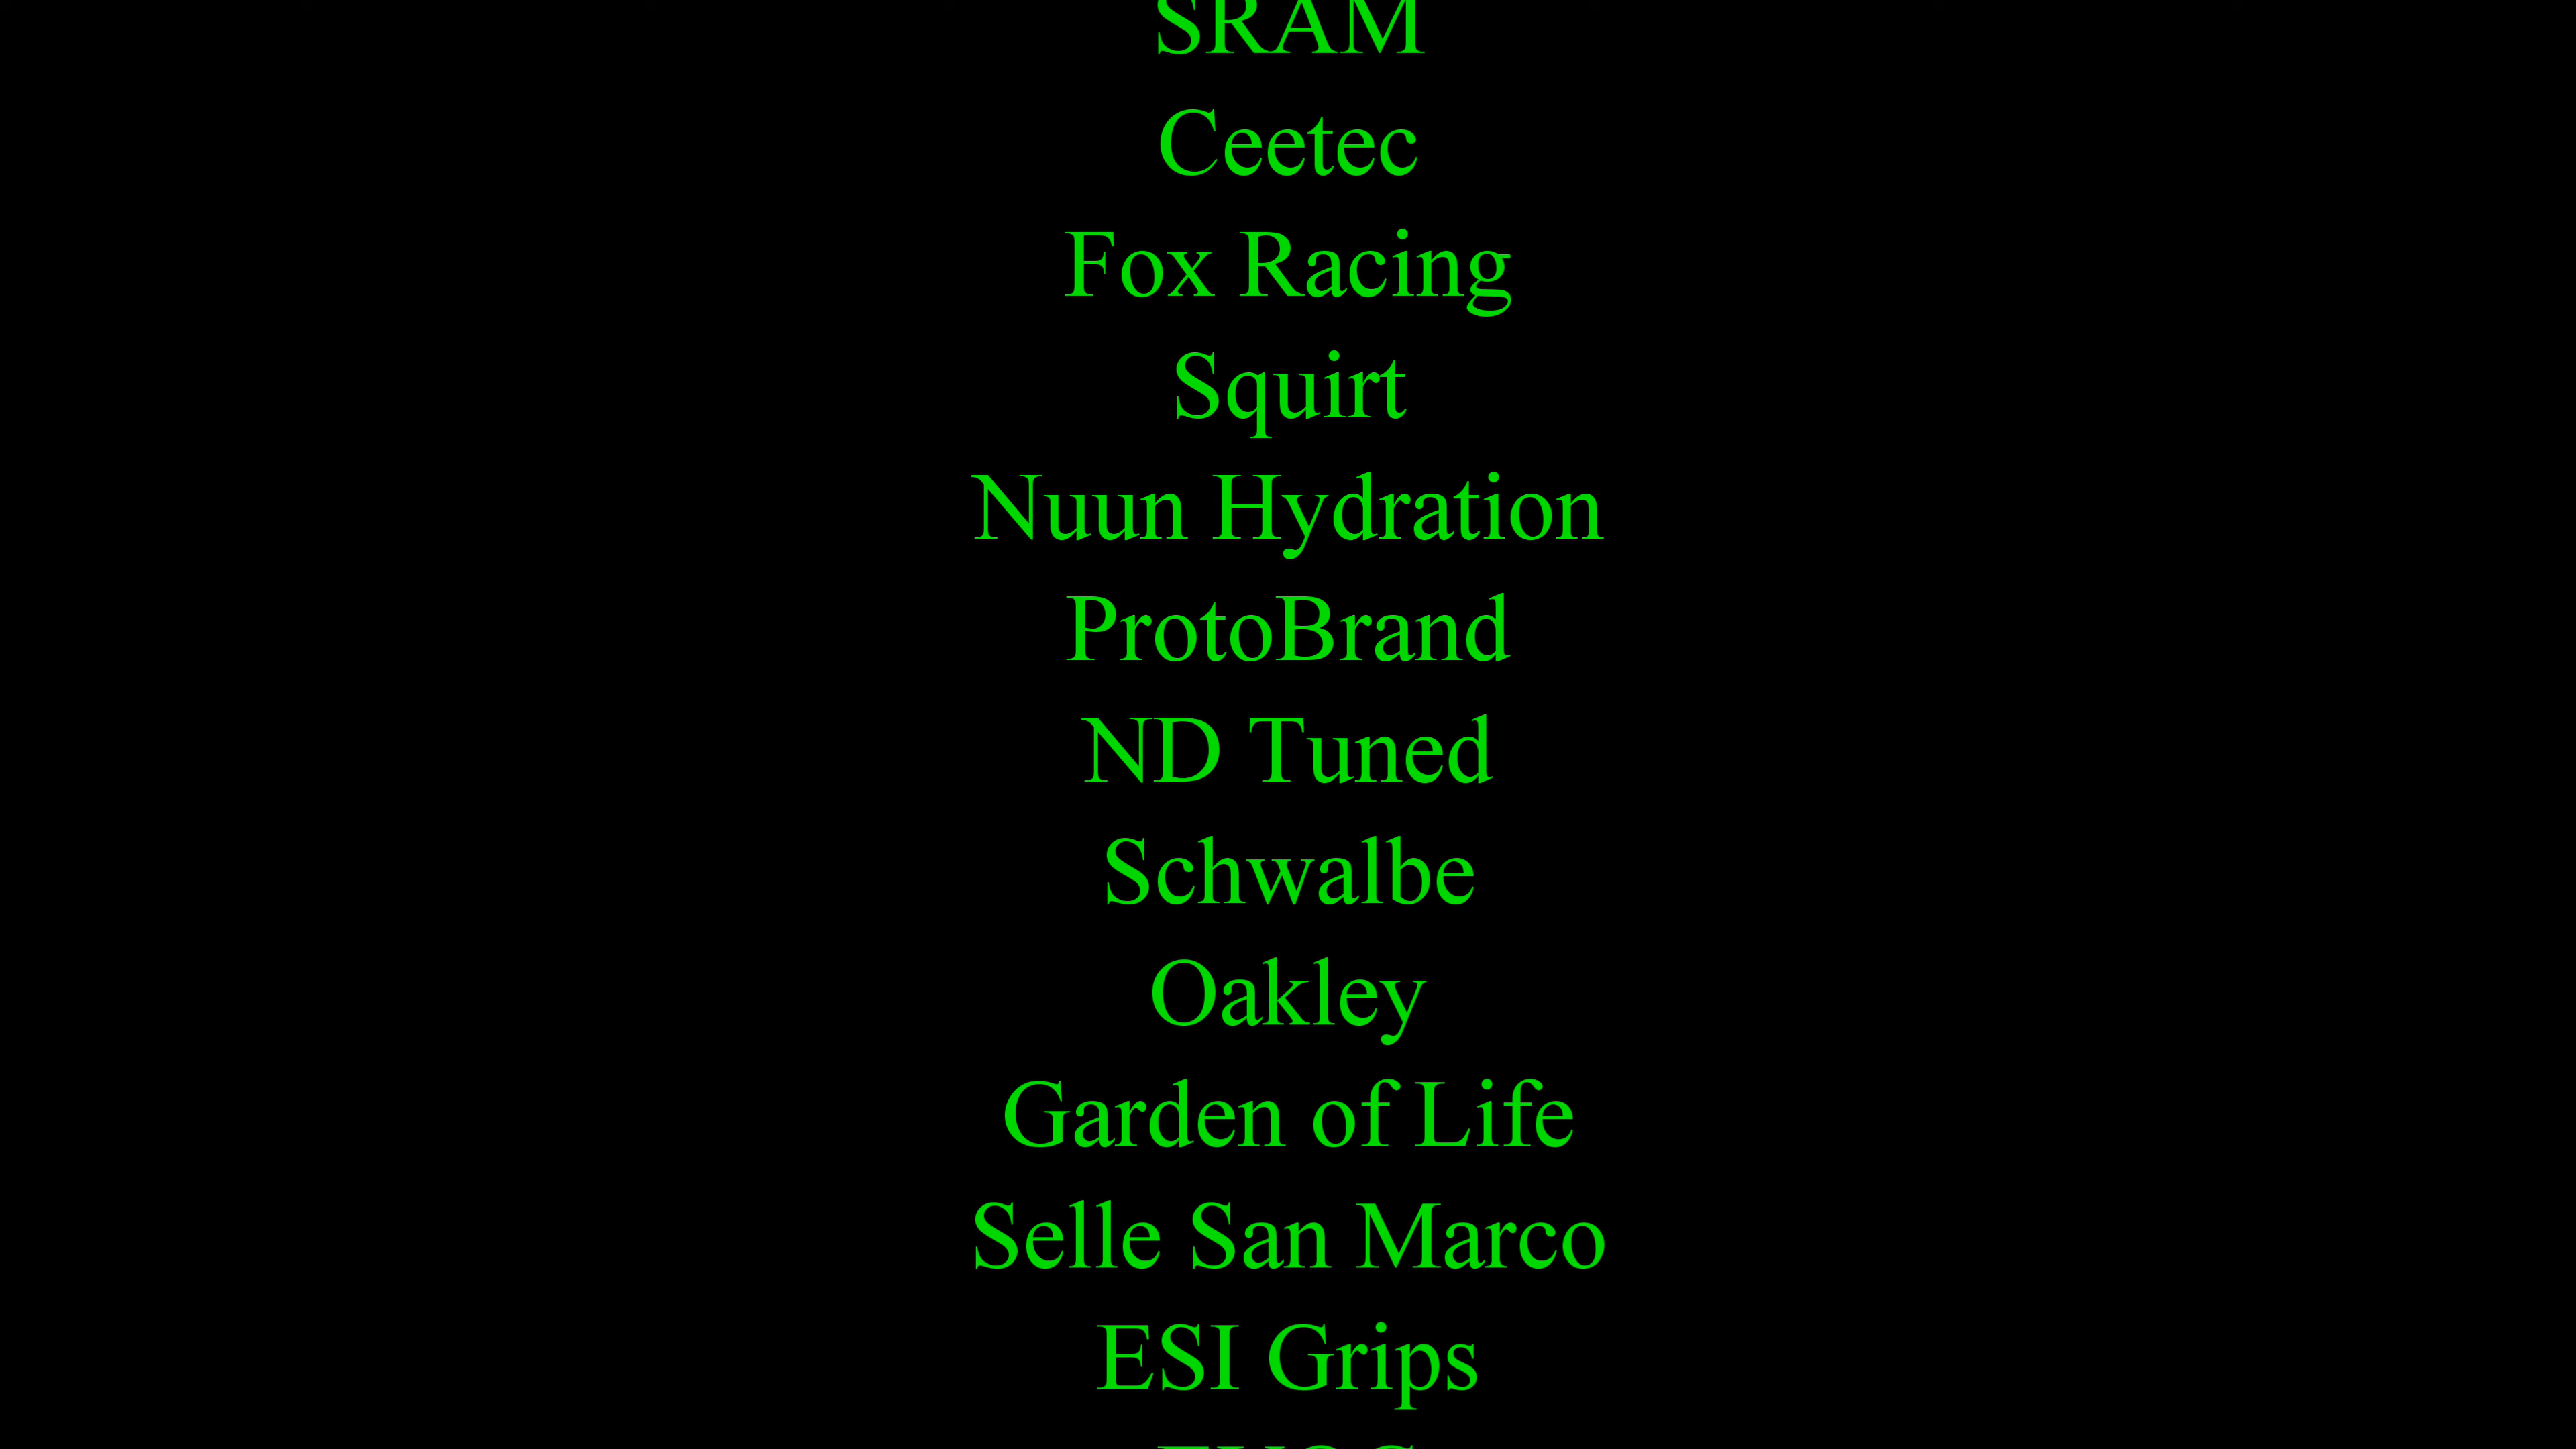 SRAM
Ceetec
Fox Racing
Squirt
Nuun Hydration
ProtoBrand
ND Tuned
Schwalbe
Oakley
Garden of Life
Selle San Marco
ESI Grips